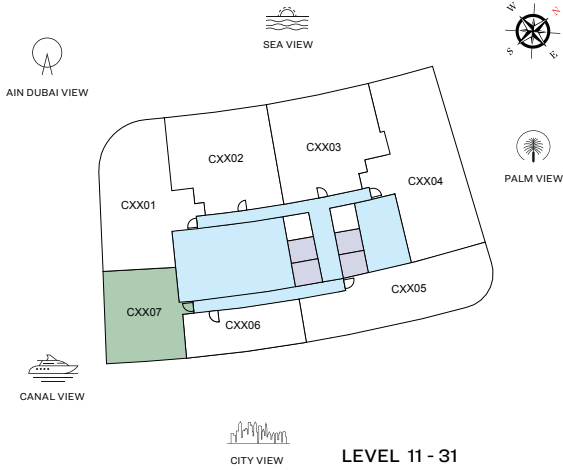 W
N
S
E
SEA VIEW
AIN DUBAI VIEW
PALM VIEW
CXX02
CXX03
CXX01
CXX04
CXX05
CXX07
CXX06
CANAL VIEW
CITY VIEW
LEVEL 11 - 31